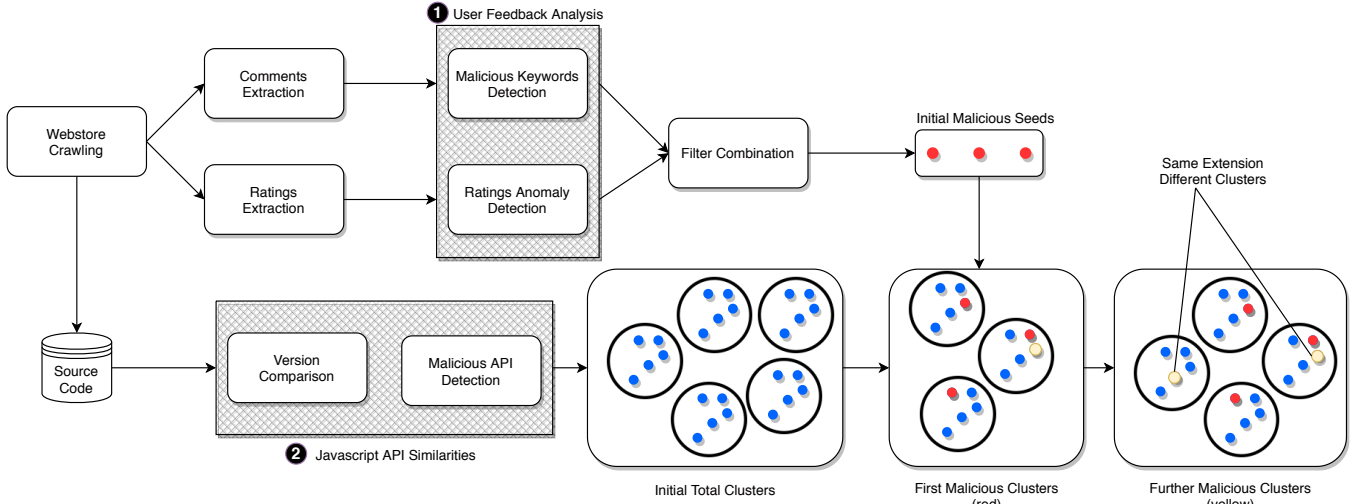 1 User Feedback Analysis
Comments
Extraction
Malicious Keywords
Detection
Webstore
Crawling
Initial Malicious Seeds
Filter Combination
Same Extension
Different Clusters
Ratings
Extraction
Ratings Anomaly
Detection
Source
Code
Version
Comparison
Malicious API
Detection
2 Javascript API Similarities
Initial Total Clusters
First Malicious Clusters
(red)
Further Malicious Clusters
(yellow)